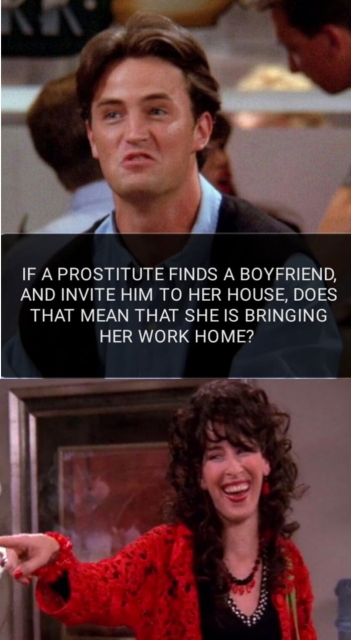 IF A PROSTITUTE FINDS A BOYFRIEND,
AND INVITE HIM TO HER HOUSE, DOES
THAT MEAN THAT SHE IS BRINGING
HER WORK HOME?